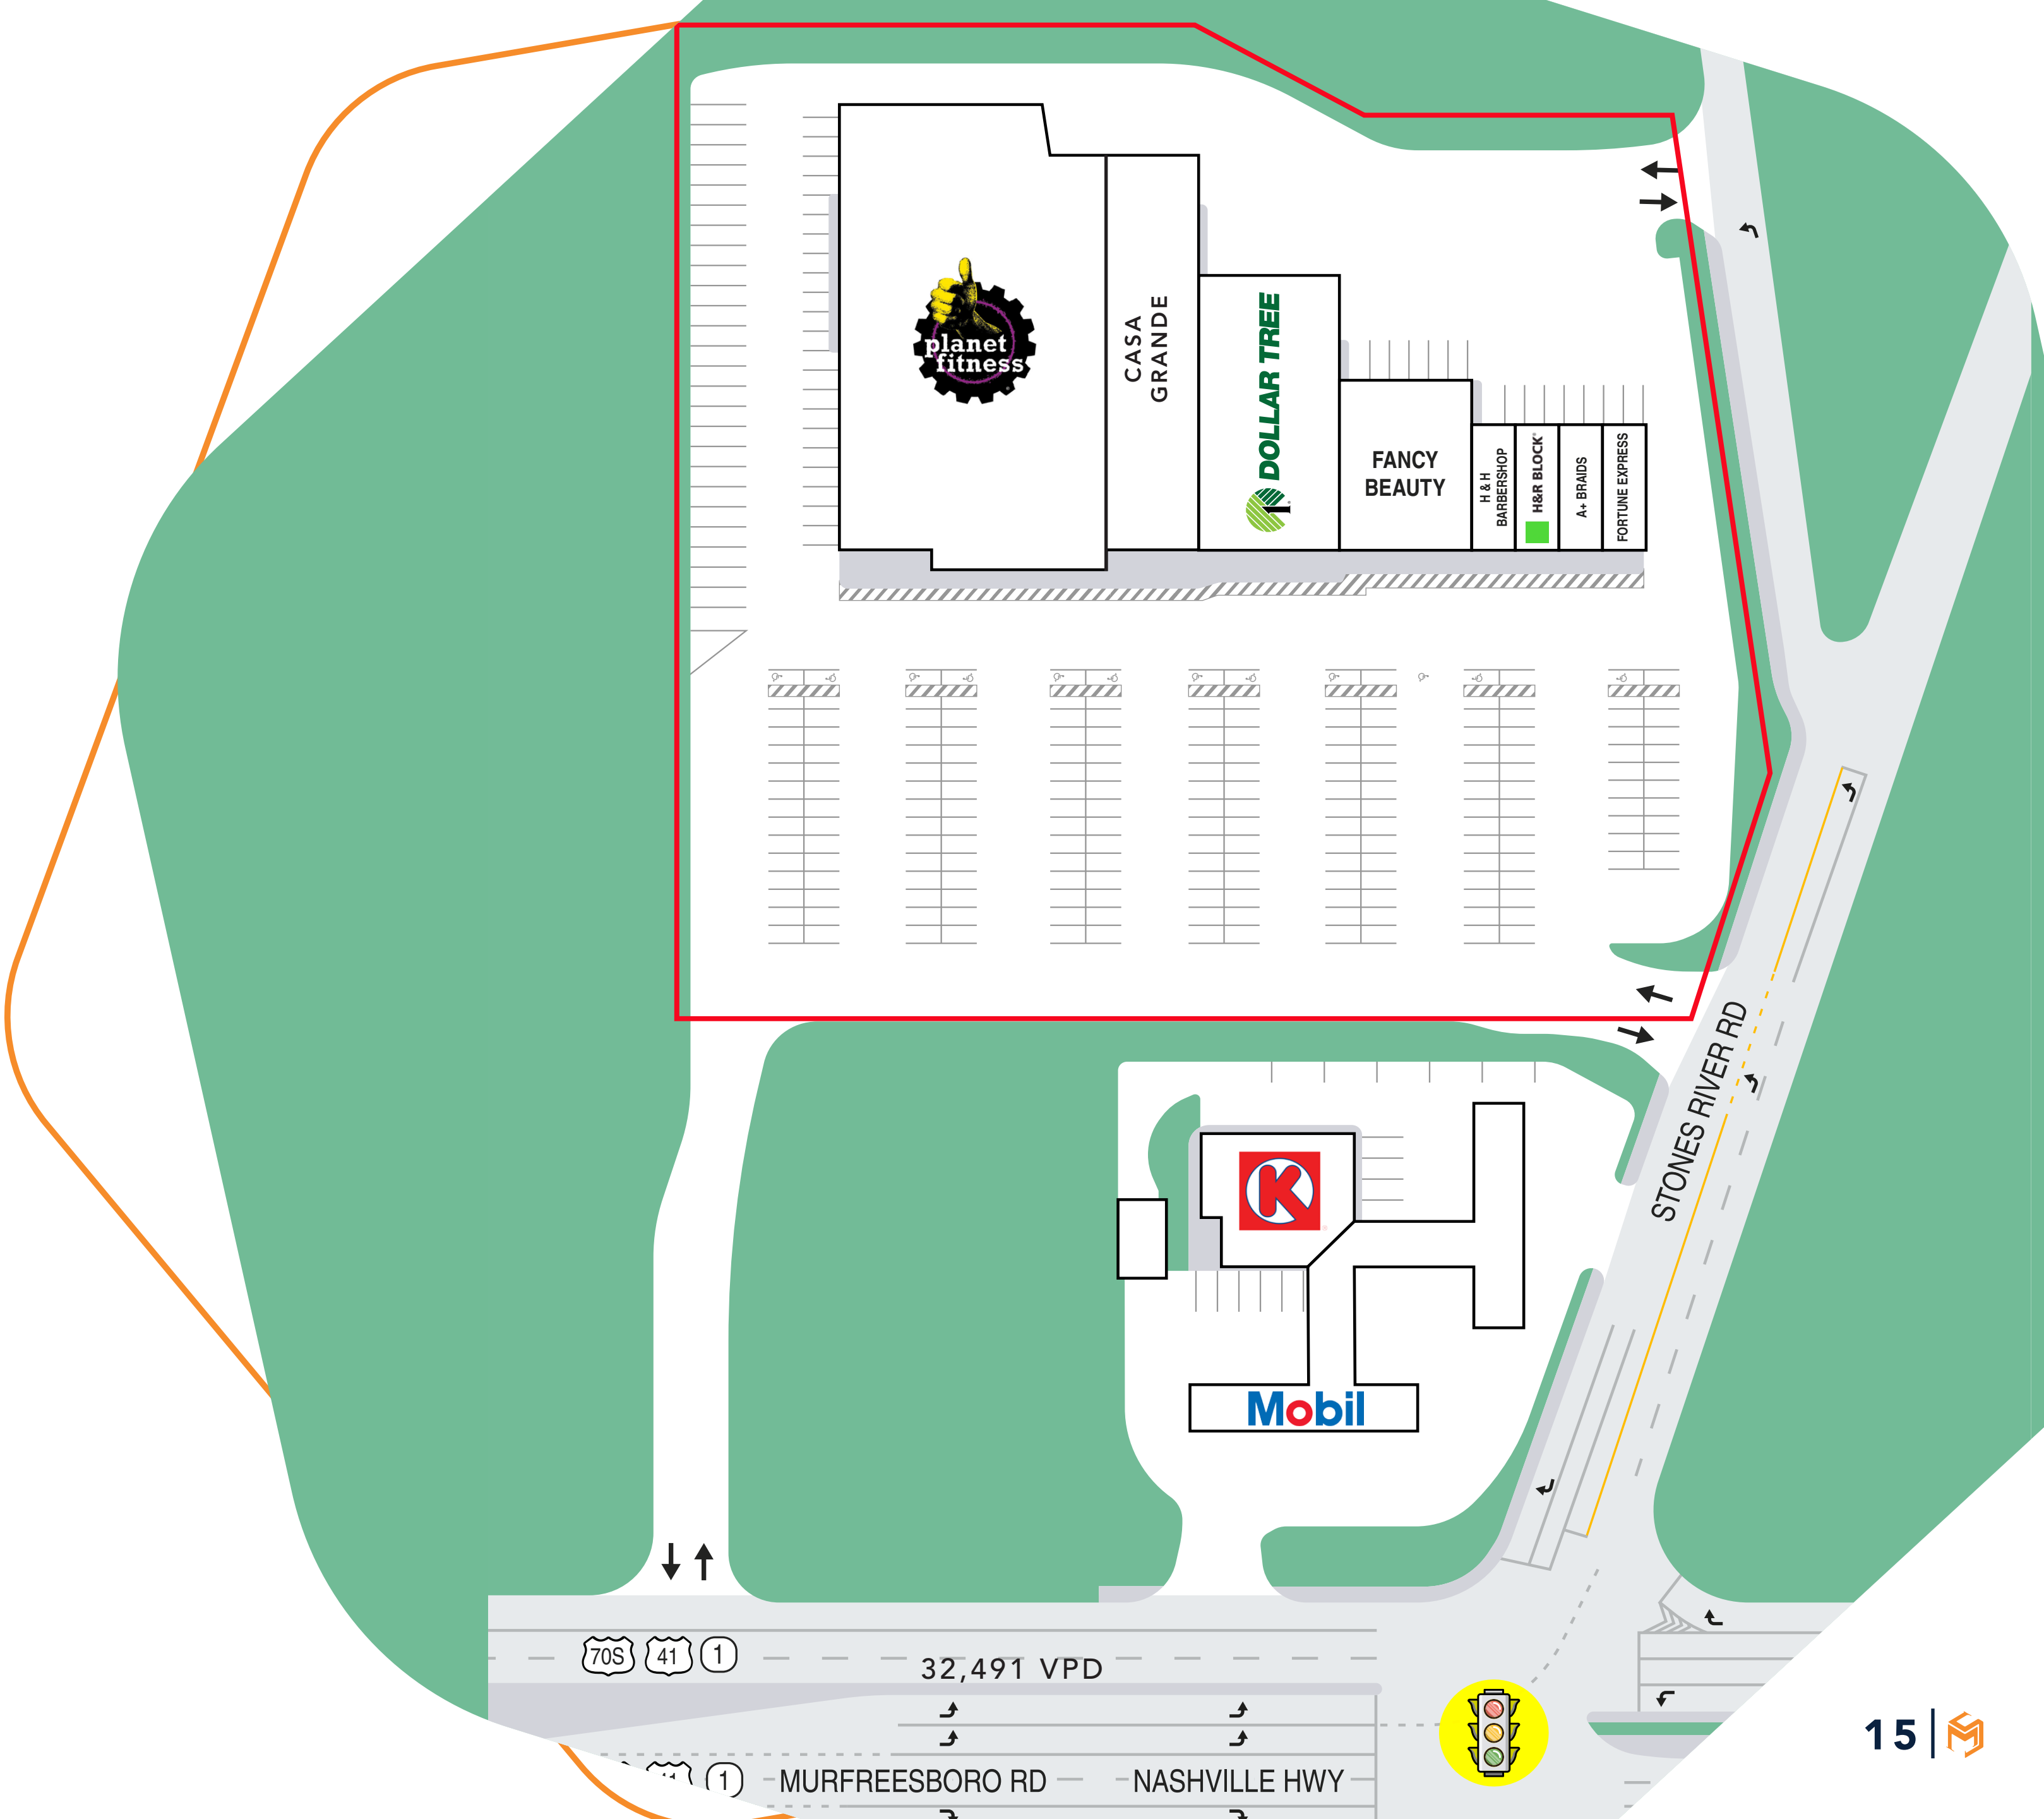 planet
fitness
CASA
GRANDE
DOLLAR TREE
FANCY
BEAUTY
H & H
BARBERSHOP
H&R BLOCK
A+ BRAIDS
FORTUNE EXPRESS
STONES RIVER RD
K
Mobil
70S
41
1
32,491 VPD
1
MURFREESBORO RD
NASHVILLE HWY
15